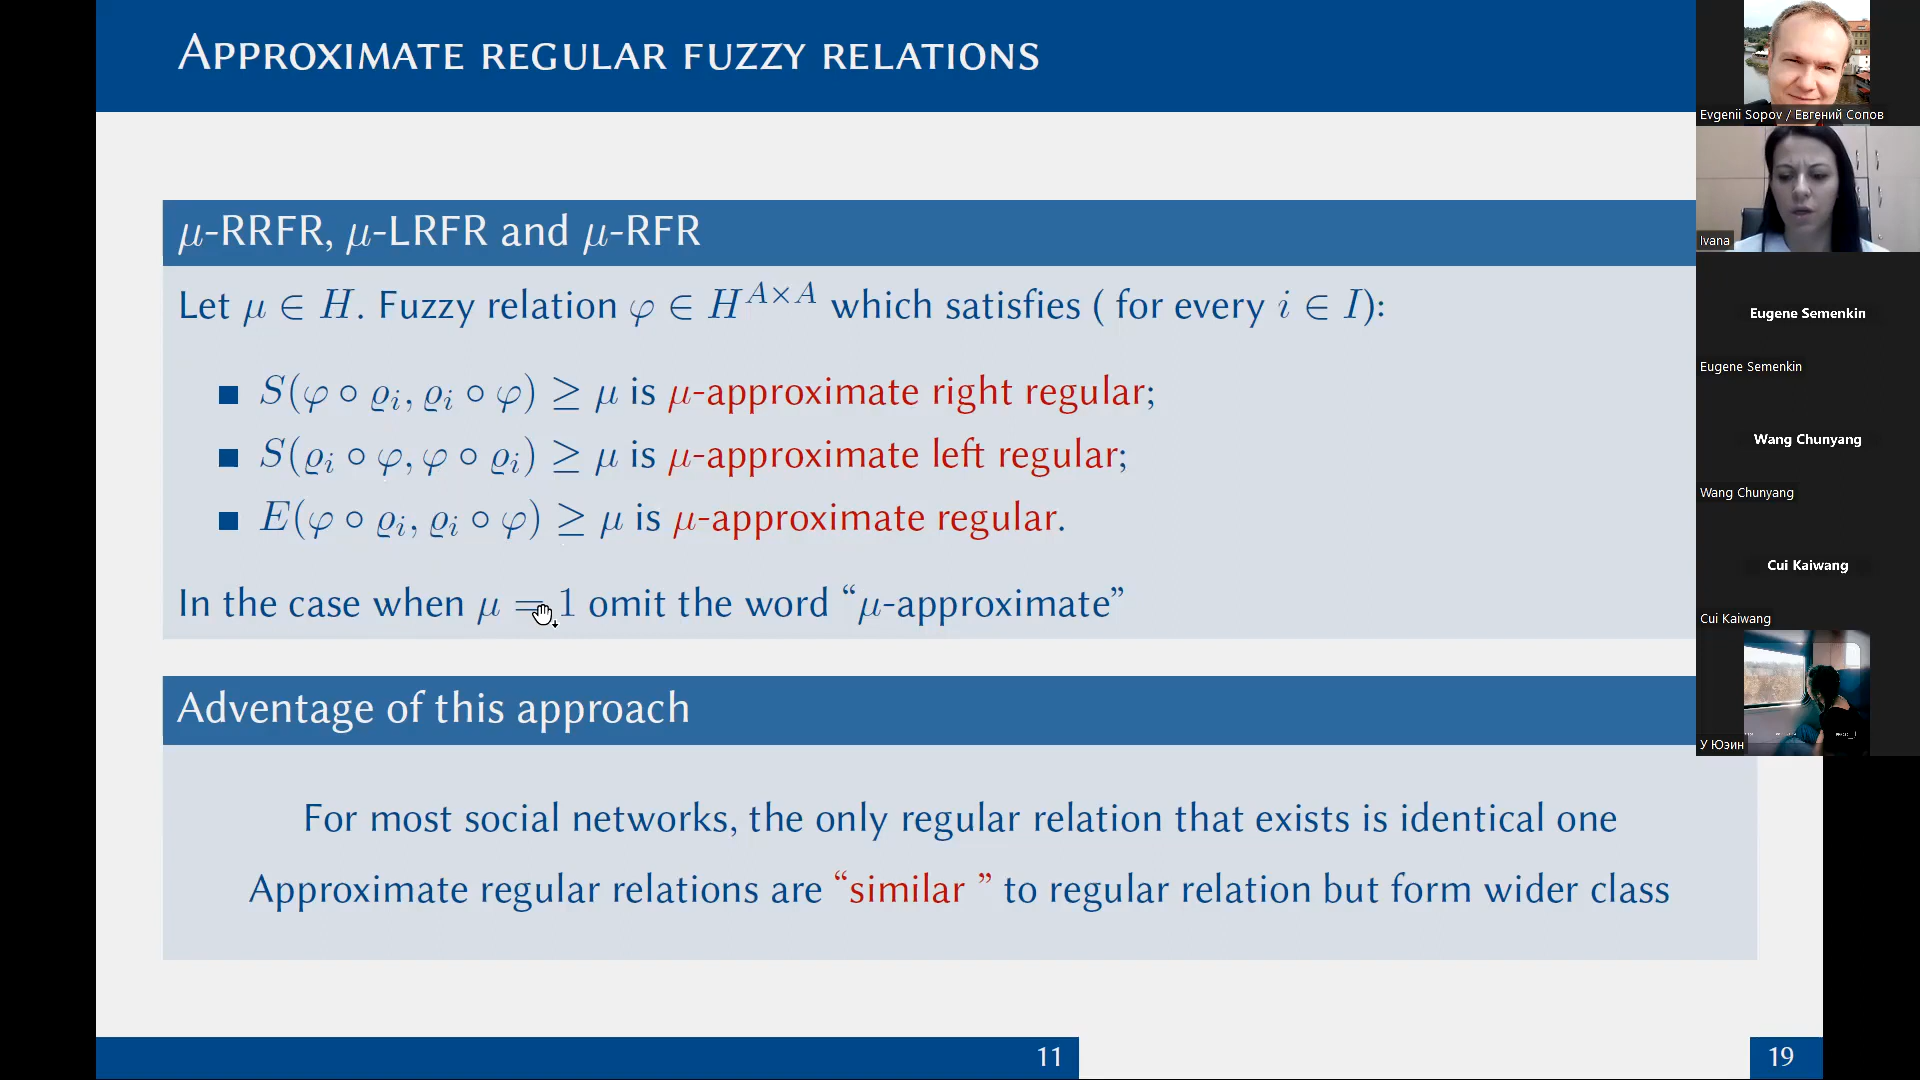 APPROXIMATE REGULAR FUZZY RELATIONS
μ-RRFR, μ-LRFR and μ-RFR
Let μ ∈ H. Fuzzy relation φ ∈ H^{A×A} which satisfies ( for every i ∈ I):
S(φ ∘ ϱ_i, ϱ_i ∘ φ) ≥ μ is μ-approximate right regular;
S(ϱ_i ∘ φ, φ ∘ ϱ_i) ≥ μ is μ-approximate left regular;
E(φ ∘ ϱ_i, ϱ_i ∘ φ) ≥ μ is μ-approximate regular.
In the case when μ = 1 omit the word “μ-approximate”
Adventage of this approach
For most social networks, the only regular relation that exists is identical one
Approximate regular relations are “similar ” to regular relation but form wider class
11
19
Evgenii Sopov / Евгений Сопов
Ivana
Eugene Semenkin
Eugene Semenkin
Wang Chunyang
Wang Chunyang
Cui Kaiwang
Cui Kaiwang
У Юэин